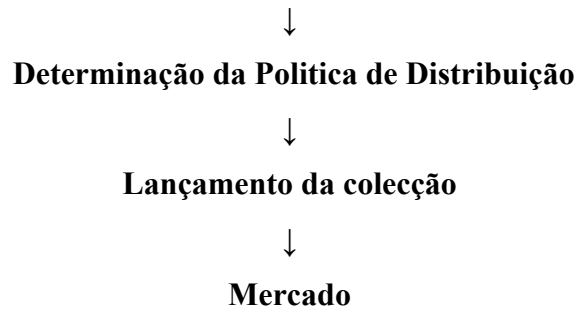 ↓
Determinação da Politica de Distribuição
↓
Lançamento da colecção
↓
Mercado